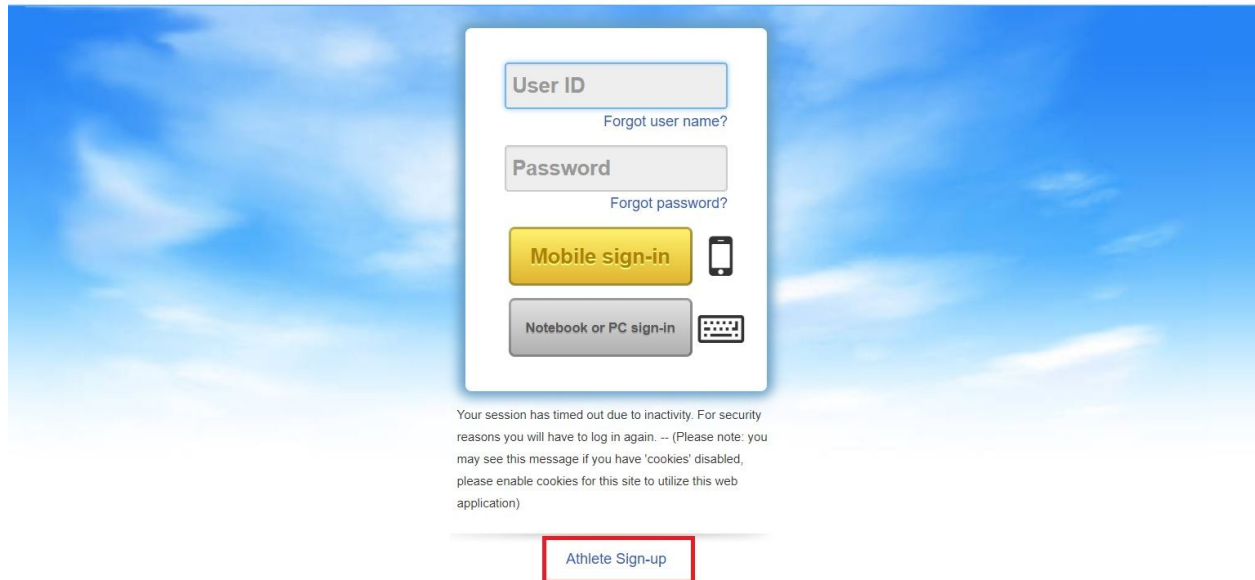 User ID
Forgot user name?
Password
Forgot password?
Mobile sign-in
Notebook or PC sign-in
Your session has timed out due to inactivity. For security
reasons you will have to log in again. -- (Please note: you
may see this message if you have 'cookies' disabled,
please enable cookies for this site to utilize this web
application)
Athlete Sign-up